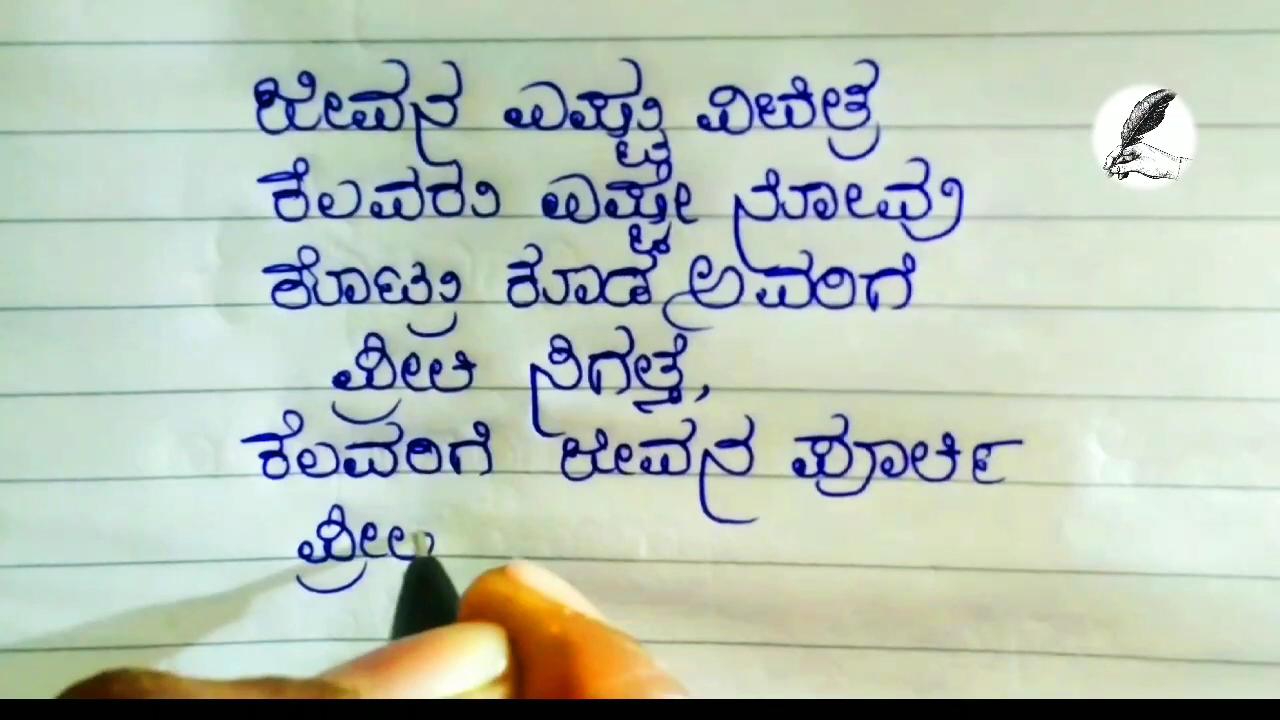 ಜೀವನ ಎಷ್ಟು ವಿಚಿತ್ರ
ಕೆಲವರು ಎಷ್ಟೇ ನೋವು
ಕೊಟ್ರು ಕೂಡ ಅವರಿಗೆ
ಪ್ರೀತಿ ಸಿಗತ್ತೆ,
ಕೆಲವರಿಗೆ ಜೀವನ ಪೂರ್ತಿ